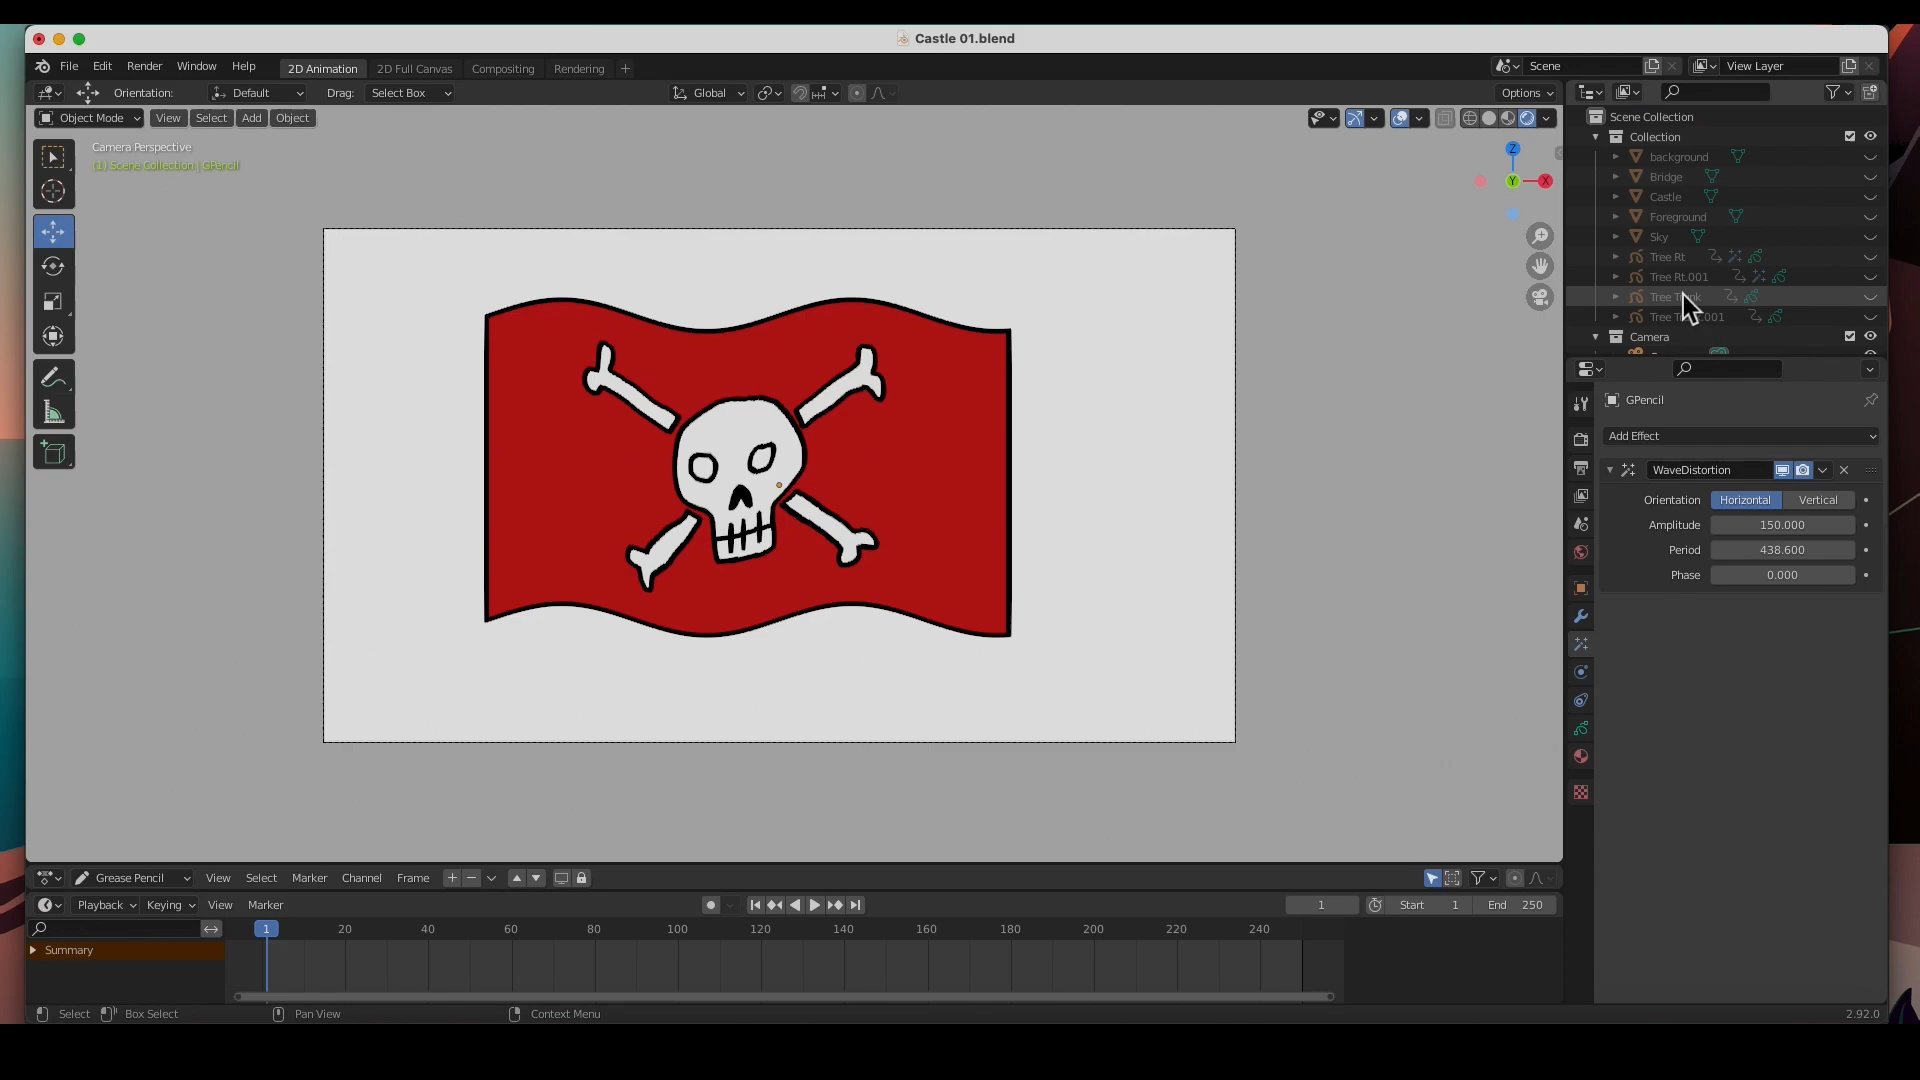 Castle 01.blend
File Edit Render Window Help 2D Animation 2D Full Canvas Compositing Rendering + Scene View Layer
Orientation: Default Drag: Select Box Global Options
Object Mode View Select Add Object
Camera Perspective
(1) Scene Collection | GPencil
Z
Y X
Scene Collection
Collection
background
Bridge
Castle
Foreground
Sky
Tree Rt
Tree Rt.001
Camera
GPencil
Add Effect
WaveDistortion
Orientation Horizontal Vertical
Amplitude 150.000
Period 438.600
Phase 0.000
Grease Pencil View Select Marker Channel Frame
Playback Keying View Marker 1 Start 1 End 250
1 20 40 60 80 100 120 140 160 180 200 220 240
Summary
Select Box Select Pan View Context Menu 2.92.0